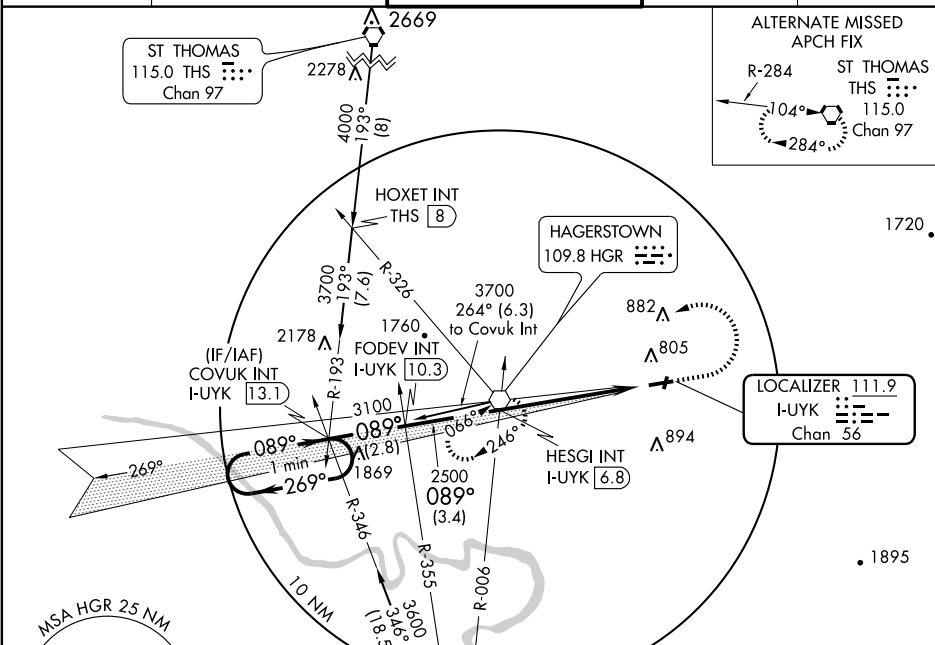 2669
ST THOMAS
115.0 THS
Chan 97
2278
4000
193°
(8)
ALTERNATE MISSED
APCH FIX
R-284
ST THOMAS
THS
115.0
Chan 97
104°
284°
HOXET INT
THS 8
1720
HAGERSTOWN
109.8 HGR
R-326
3700
193°
(7.6)
3700
264° (6.3)
to Covuk Int
882
2178
1760
805
(IF/IAF)
COVUK INT
I-UYK 13.1
R-193
FODEV INT
I-UYK 10.3
LOCALIZER 111.9
I-UYK
Chan 56
3100
089°
089°
(2.8)
066°
246°
894
269°
1 min
269°
1869
HESGI INT
I-UYK 6.8
2500
089°
(3.4)
R-346
R-355
R-006
1895
10 NM
3600
346°
(18.5
MSA HGR 25 NM